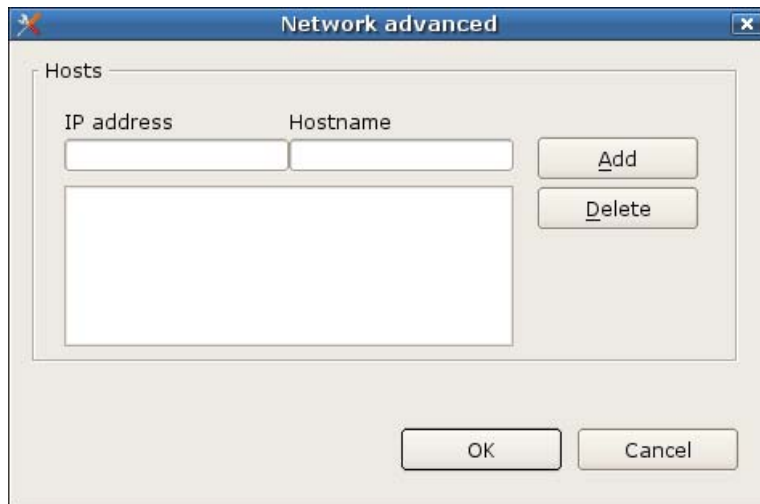 Network advanced
Hosts
IP address Hostname
Add
Delete
OK Cancel